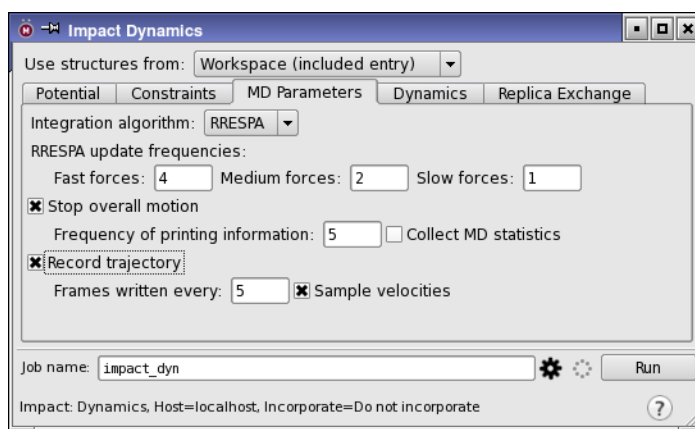 Impact Dynamics
Use structures from: Workspace (included entry)
Potential Constraints MD Parameters Dynamics Replica Exchange
Integration algorithm: RRESPA
RRESPA update frequencies:
Fast forces: 4 Medium forces: 2 Slow forces: 1
Stop overall motion
Frequency of printing information: 5 Collect MD statistics
Record trajectory
Frames written every: 5 Sample velocities
Job name: impact_dyn Run
Impact: Dynamics, Host=localhost, Incorporate=Do not incorporate ?